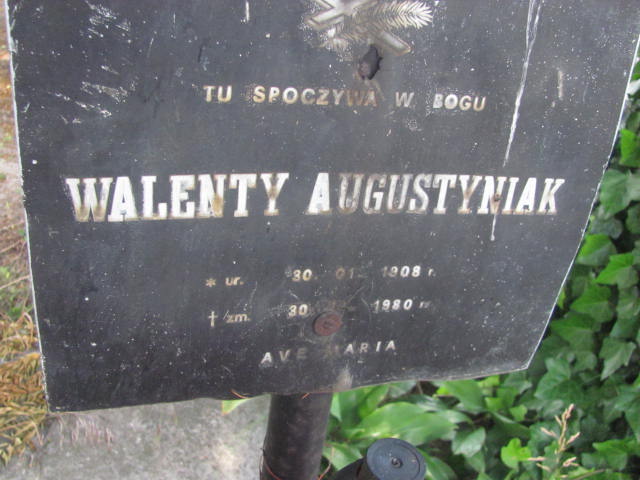 TU SPOCZYWA W BOGU
WALENTY AUGUSTYNIAK
* ur. 30. 01. 1908 r.
† zm. 30. 1980 r.
AVE MARIA